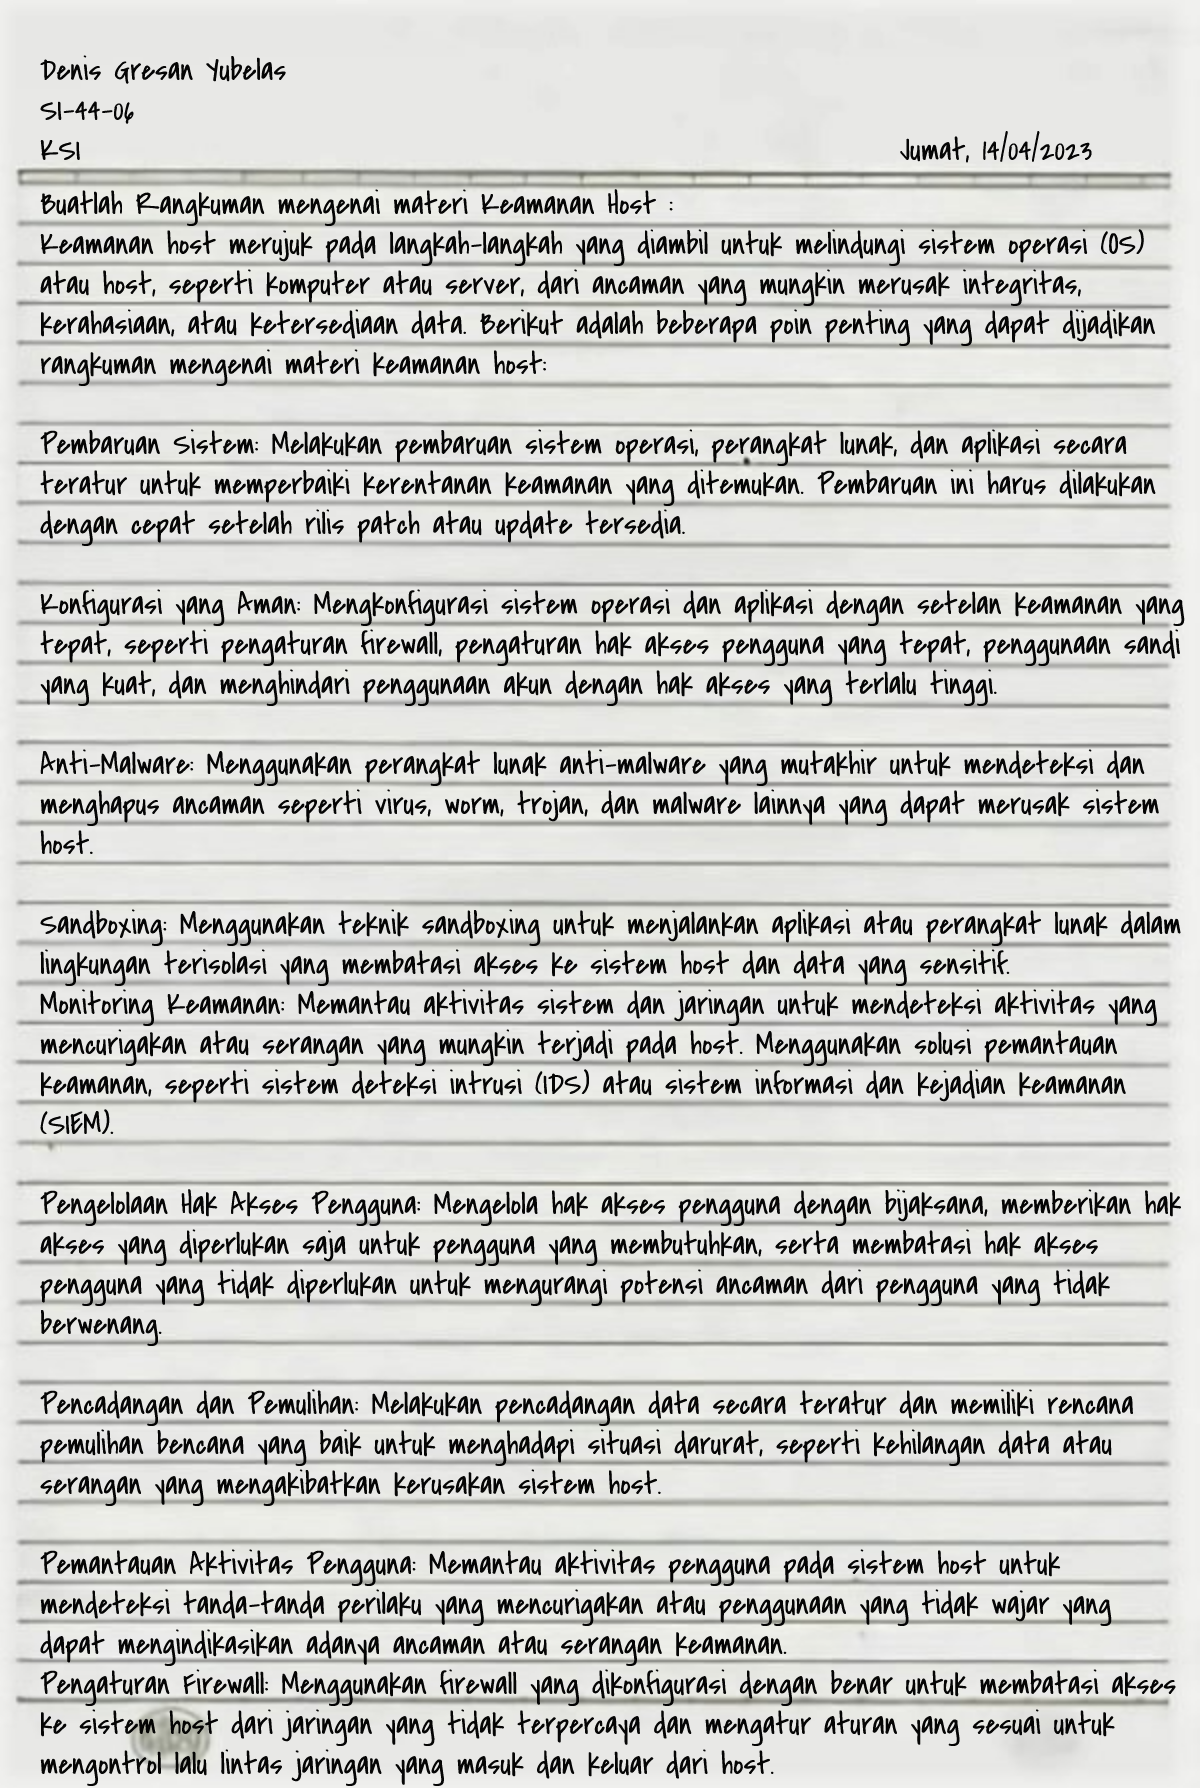 Denis Gresan Yubelas
SI-44-06
KSI
Jumat, 14/04/2023
Buatlah Rangkuman mengenai materi Keamanan Host :
Keamanan host merujuk pada langkah-langkah yang diambil untuk melindungi sistem operasi (OS)
atau host, seperti komputer atau server, dari ancaman yang mungkin merusak integritas,
kerahasiaan, atau ketersediaan data. Berikut adalah beberapa poin penting yang dapat dijadikan
rangkuman mengenai materi keamanan host:
Pembaruan Sistem: Melakukan pembaruan sistem operasi, perangkat lunak, dan aplikasi secara
teratur untuk memperbaiki kerentanan keamanan yang ditemukan. Pembaruan ini harus dilakukan
dengan cepat setelah rilis patch atau update tersedia.
Konfigurasi yang Aman: Mengkonfigurasi sistem operasi dan aplikasi dengan setelan keamanan yang
tepat, seperti pengaturan firewall, pengaturan hak akses pengguna yang tepat, penggunaan sandi
yang kuat, dan menghindari penggunaan akun dengan hak akses yang terlalu tinggi.
Anti-Malware: Menggunakan perangkat lunak anti-malware yang mutakhir untuk mendeteksi dan
menghapus ancaman seperti virus, worm, trojan, dan malware lainnya yang dapat merusak sistem
host.
Sandboxing: Menggunakan teknik sandboxing untuk menjalankan aplikasi atau perangkat lunak dalam
lingkungan terisolasi yang membatasi akses ke sistem host dan data yang sensitif.
Monitoring Keamanan: Memantau aktivitas sistem dan jaringan untuk mendeteksi aktivitas yang
mencurigakan atau serangan yang mungkin terjadi pada host. Menggunakan solusi pemantauan
keamanan, seperti sistem deteksi intrusi (IDS) atau sistem informasi dan kejadian keamanan
(SIEM).
Pengelolaan Hak Akses Pengguna: Mengelola hak akses pengguna dengan bijaksana, memberikan hak
akses yang diperlukan saja untuk pengguna yang membutuhkan, serta membatasi hak akses
pengguna yang tidak diperlukan untuk mengurangi potensi ancaman dari pengguna yang tidak
berwenang.
Pencadangan dan Pemulihan: Melakukan pencadangan data secara teratur dan memiliki rencana
pemulihan bencana yang baik untuk menghadapi situasi darurat, seperti kehilangan data atau
serangan yang mengakibatkan kerusakan sistem host.
Pemantauan Aktivitas Pengguna: Memantau aktivitas pengguna pada sistem host untuk
mendeteksi tanda-tanda perilaku yang mencurigakan atau penggunaan yang tidak wajar yang
dapat mengindikasikan adanya ancaman atau serangan keamanan.
Pengaturan Firewall: Menggunakan firewall yang dikonfigurasi dengan benar untuk membatasi akses
ke sistem host dari jaringan yang tidak terpercaya dan mengatur aturan yang sesuai untuk
mengontrol lalu lintas jaringan yang masuk dan keluar dari host.